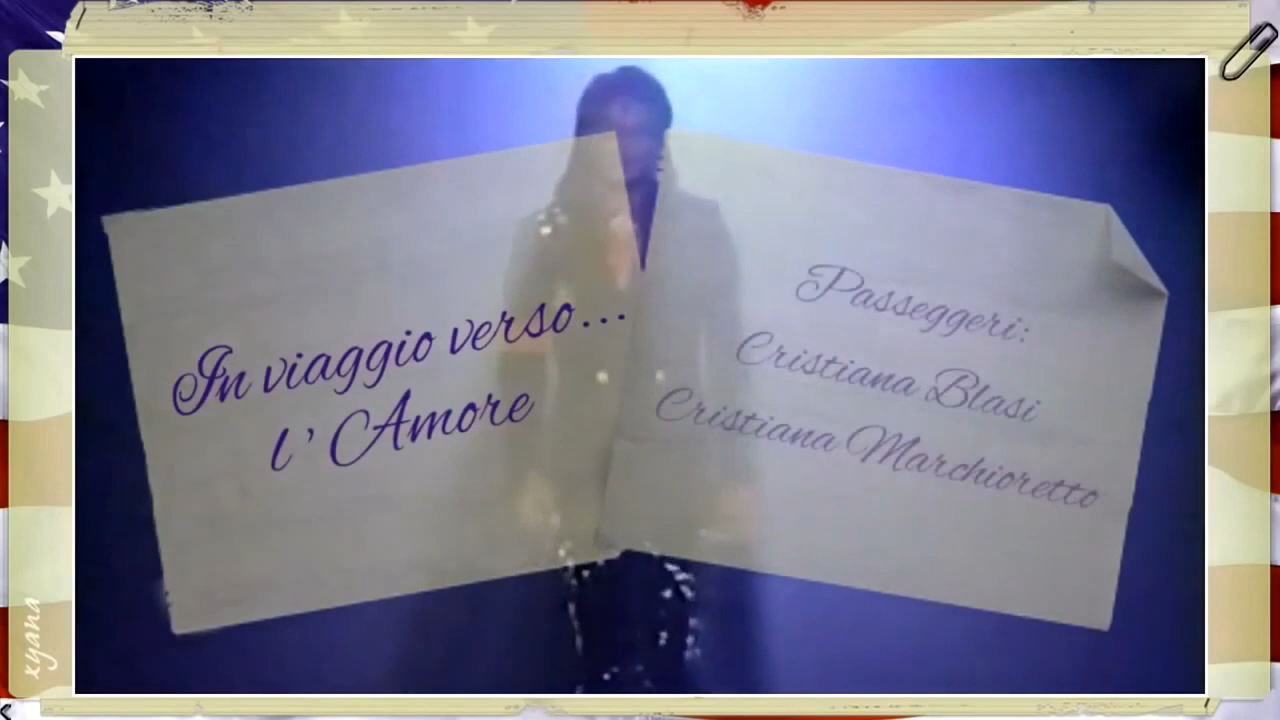 In viaggio verso...
l'Amore
Passeggeri:
Cristiana Blasi
Cristiana Marchioretto
xyana